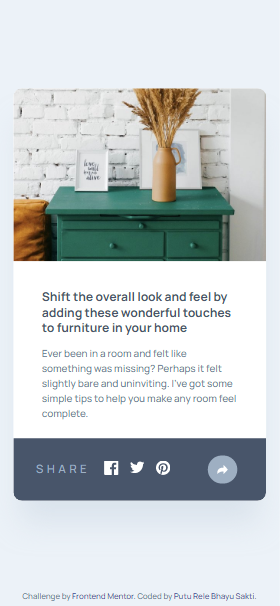 Shift the overall look and feel by
adding these wonderful touches
to furniture in your home
Ever been in a room and felt like
something was missing? Perhaps it felt
slightly bare and uninviting. I've got some
simple tips to help you make any room feel
complete.
SHARE
Challenge by Frontend Mentor. Coded by Putu Rele Bhayu Sakti.